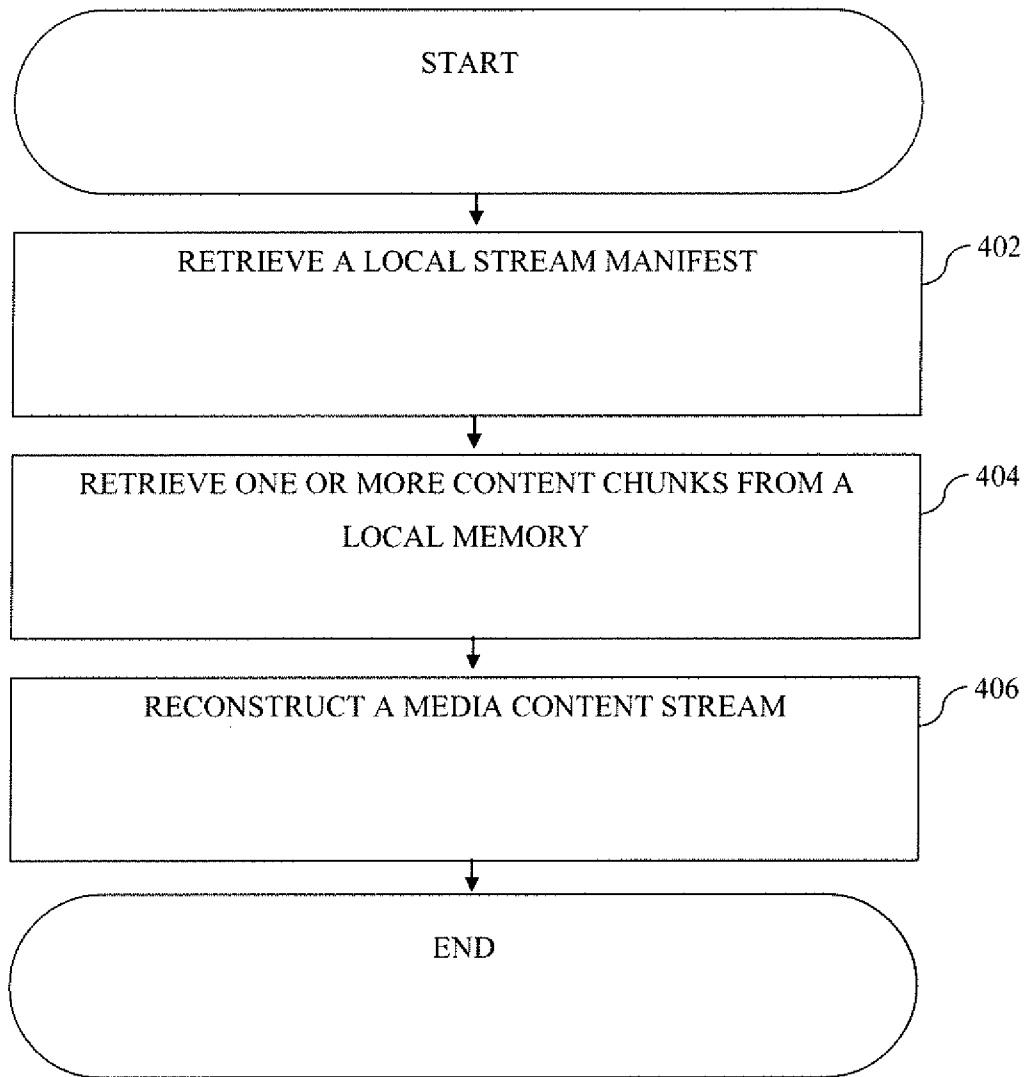 START
RETRIEVE A LOCAL STREAM MANIFEST
402
RETRIEVE ONE OR MORE CONTENT CHUNKS FROM A
LOCAL MEMORY
404
RECONSTRUCT A MEDIA CONTENT STREAM
406
END